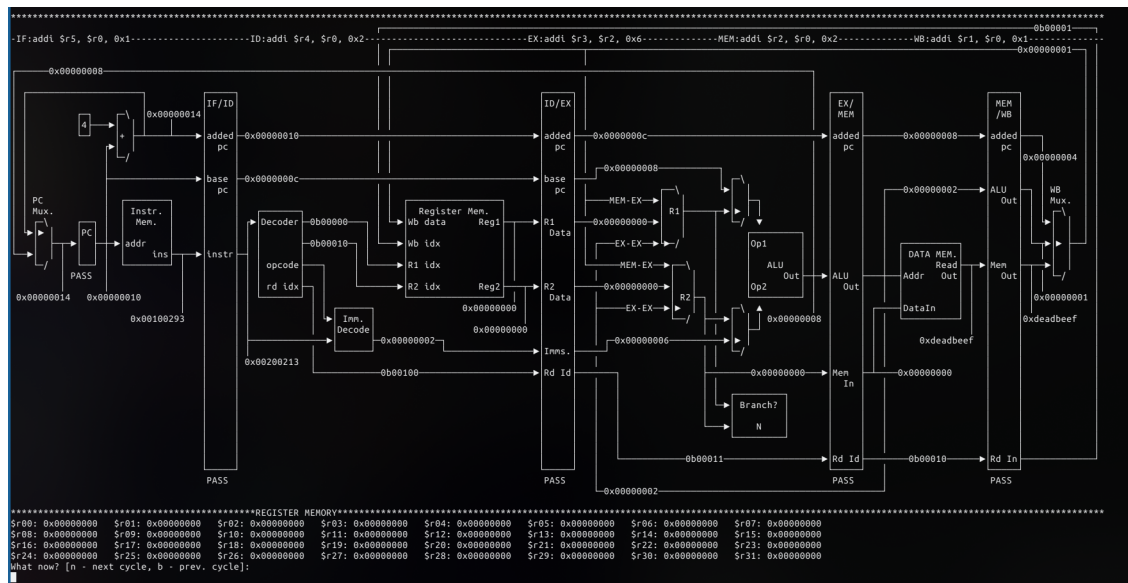 -IF:addi $r5, $r0, 0x1-----------------------ID:addi $r4, $r0, 0x2--------------------------------EX:addi $r3, $r2, 0x6---------------MEM:addi $r2, $r0, 0x2-------------WB:addi $r1, $r0, 0x1-
0b00001
0x00000001
0x00000008
IF/ID ID/EX EX/ MEM
MEM /WB
0x00000014
4
+
added 0x00000010 added 0x0000000c added 0x00000008 added
pc pc pc pc
0x00000004
base 0x0000000c base 0x00000008
pc pc
0x00000002 ALU WB
Out Mux.
PC Instr. Register Mem. MEM-EX
Mux. Mem. Decoder 0b00000 Wb data Reg1 R1 0x00000000 R1
PC Data
addr 0b00010 Wb idx EX-EX Op1
ins instr opcode R1 idx MEM-EX ALU ALU DATA MEM. Mem
PASS Out Out Read Out
rd idx R2 idx Reg2 R2 0x00000000 R2 Op2 Addr Out
Data
0x00000014 0x00000010 0x00000000 EX-EX 0x00000001
Imm. 0x00000000 0x00000008 DataIn 0xdeadbeef
0x00100293 Decode 0x00000002 Imms. 0x00000006 0xdeadbeef
0x00200213
0b00100 Rd Id 0x00000000 Mem 0x00000000
In
Branch?
N
0b00011 Rd Id 0b00010 Rd In
PASS PASS PASS PASS
0x00000002
REGISTER MEMORY
$r00: 0x00000000 $r01: 0x00000000 $r02: 0x00000000 $r03: 0x00000000 $r04: 0x00000000 $r05: 0x00000000 $r06: 0x00000000 $r07: 0x00000000
$r08: 0x00000000 $r09: 0x00000000 $r10: 0x00000000 $r11: 0x00000000 $r12: 0x00000000 $r13: 0x00000000 $r14: 0x00000000 $r15: 0x00000000
$r16: 0x00000000 $r17: 0x00000000 $r18: 0x00000000 $r19: 0x00000000 $r20: 0x00000000 $r21: 0x00000000 $r22: 0x00000000 $r23: 0x00000000
$r24: 0x00000000 $r25: 0x00000000 $r26: 0x00000000 $r27: 0x00000000 $r28: 0x00000000 $r29: 0x00000000 $r30: 0x00000000 $r31: 0x00000000
What now? [n - next cycle, b - prev. cycle]: